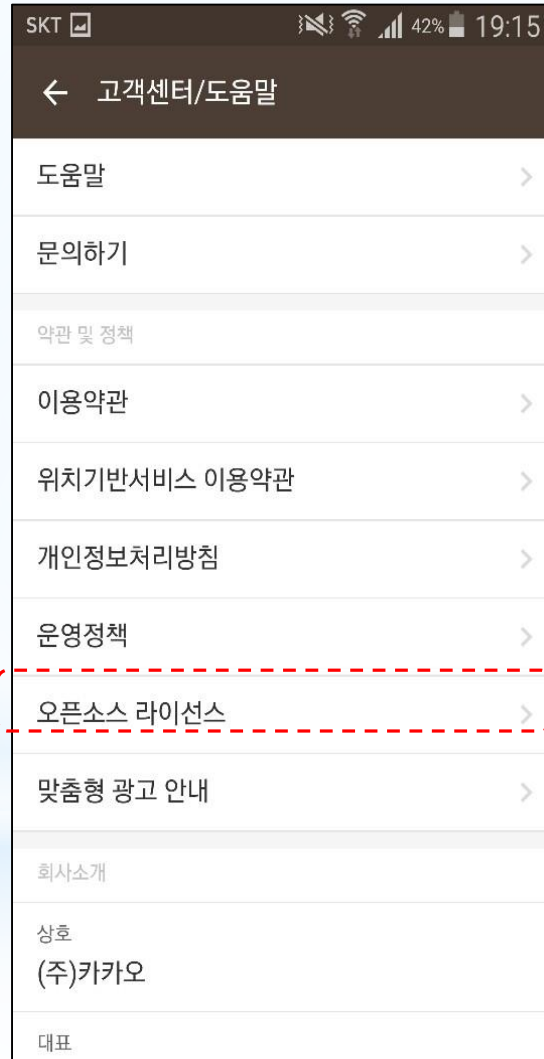 SKT 42% 19:15
고객센터/도움말
도움말
문의하기
약관 및 정책
이용약관
위치기반서비스 이용약관
개인정보처리방침
운영정책
오픈소스 라이선스
맞춤형 광고 안내
회사소개
상호
(주)카카오
대표